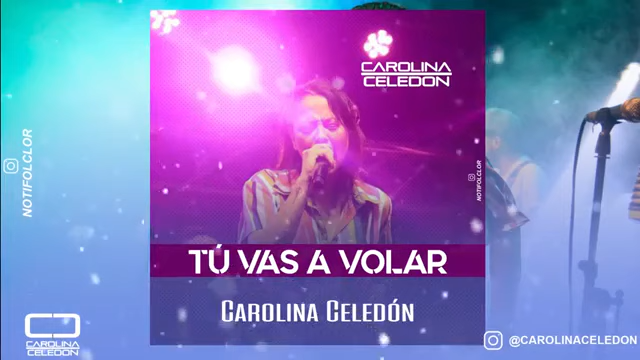 CAROLINA
CELEDON
NOTIFOLCLOR
NOTIFOLCLOR
TÚ VAS A VOLAR
CAROLINA CELEDÓN
CAROLINA
CELEDON
@CAROLINACELEDON